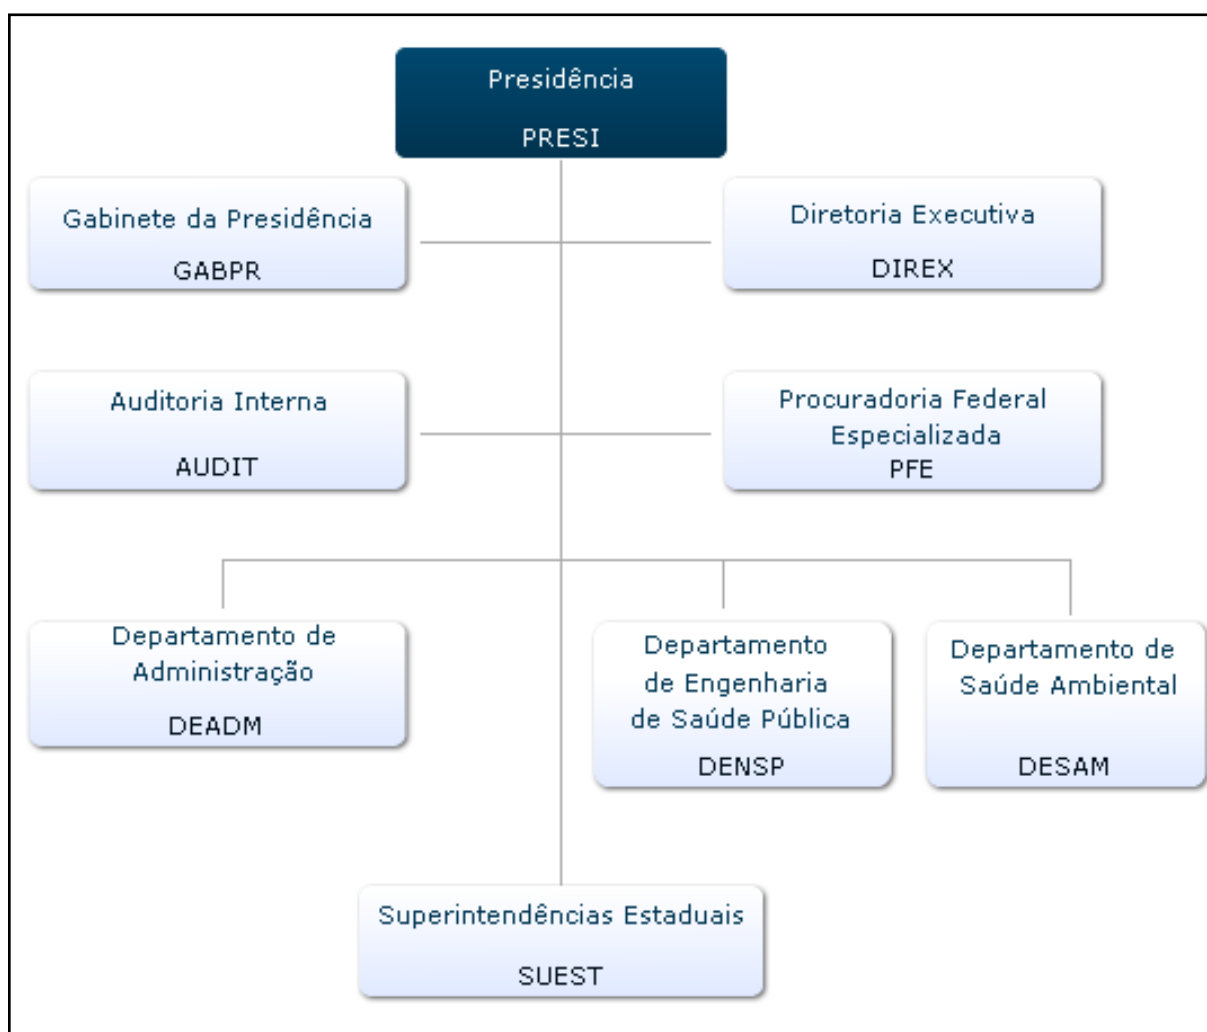 Presidência
PRESI
Gabinete da Presidência
GABPR
Diretoria Executiva
DIREX
Auditoria Interna
AUDIT
Procuradoria Federal
Especializada
PFE
Departamento de
Administração
DEADM
Departamento
de Engenharia
de Saúde Pública
DENSP
Departamento de
Saúde Ambiental
DESAM
Superintendências Estaduais
SUEST